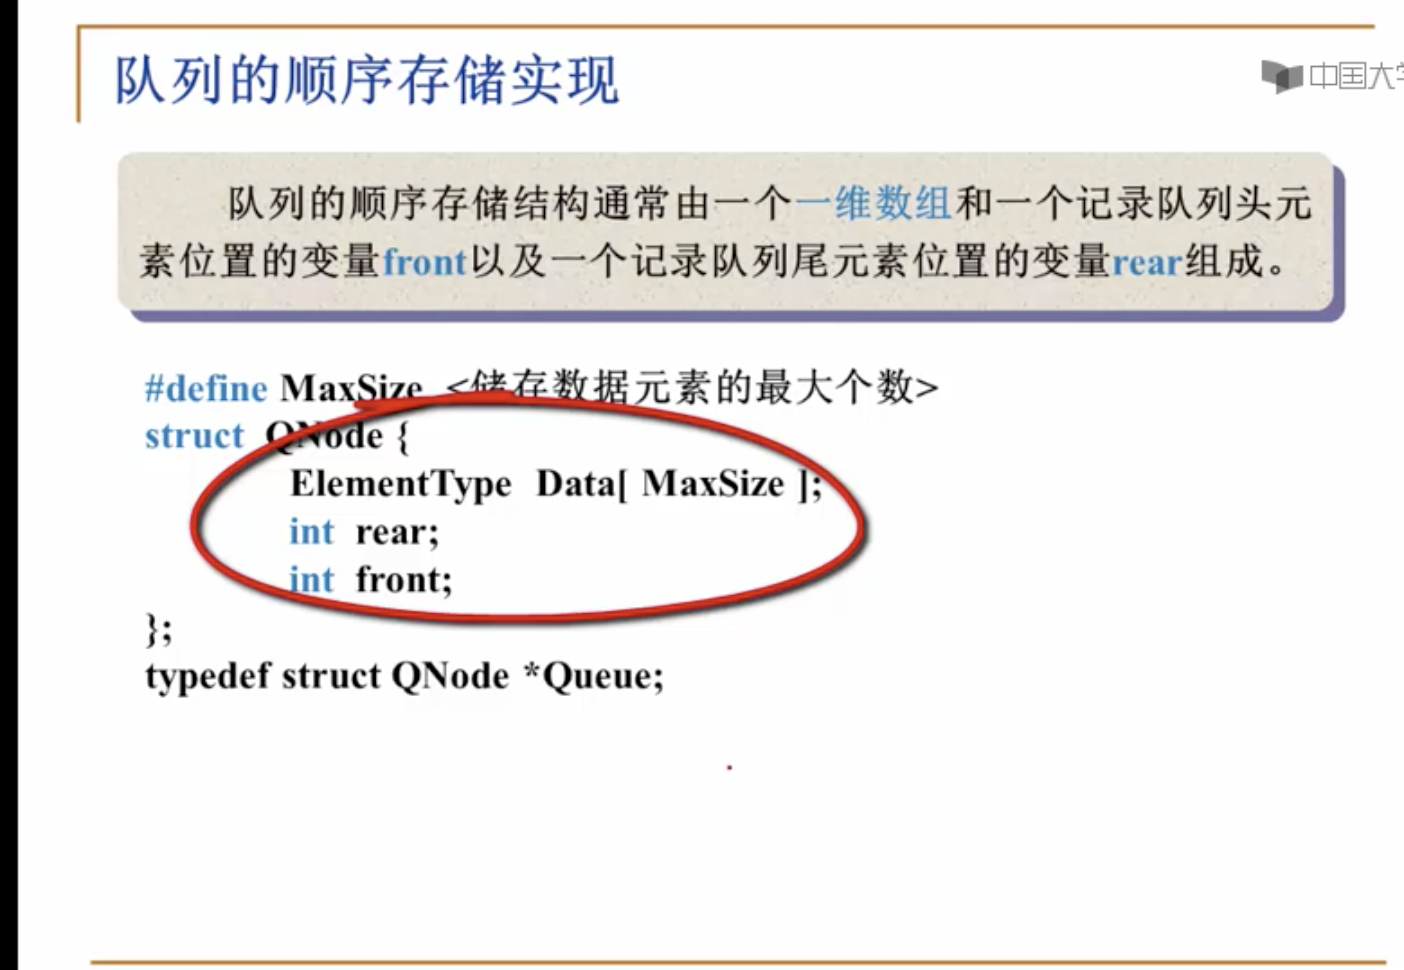 队列的顺序存储实现
中国大学
队列的顺序存储结构通常由一个一维数组和一个记录队列头元
素位置的变量front以及一个记录队列尾元素位置的变量rear组成。
#define MaxSize <储存数据元素的最大个数>
struct QNode {
ElementType Data[ MaxSize ];
int rear;
int front;
};
typedef struct QNode *Queue;